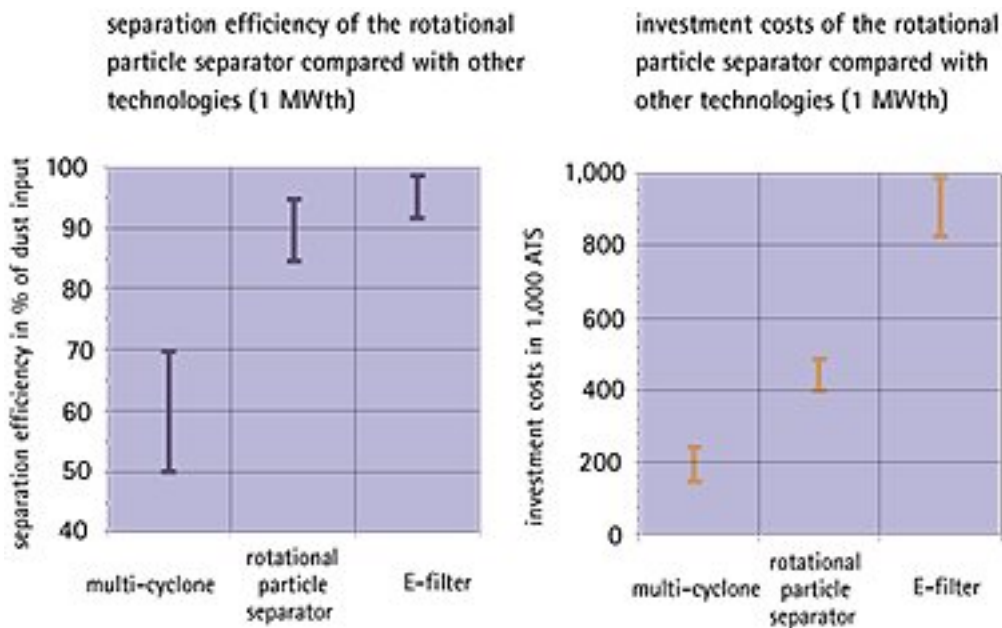 separation efficiency of the rotational
particle separator compared with other
technologies (1 MWth)
separation efficiency in % of dust input
100
90
80
70
60
50
40
multi-cyclone
rotational
particle
separator
E-filter
investment costs of the rotational
particle separator compared with
other technologies (1 MWth)
investment costs in 1,000 ATS
1,000
800
600
400
200
0
multi-cyclone
rotational
particle
separator
E-filter